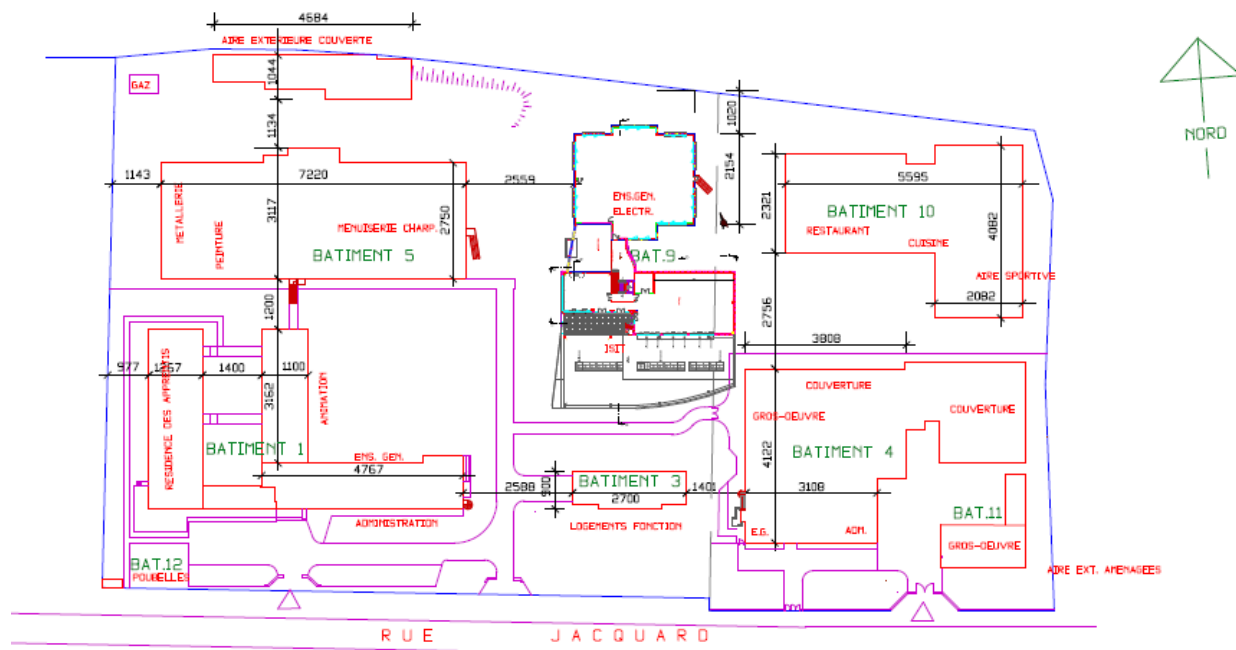 4684
AIRE EXTERIEURE COUVERTE
1044
GAZ
1134
1020
NORD
2154
1143
7220
2559
5595
METALLERIE
PEINTURE
3117
MENUISERIE CHARP.
2750
BATIMENT 5
ENS.GEN.
ELECTR.
BAT.9
2321
BATIMENT 10
RESTAURANT
CUISINE
4082
AIRE SPORTIVE
2082
1200
2756
3808
ISIT
977
1400
1100
3162
ANIMATION
RESIDENCE DES APPRENTIS
BATIMENT 1
ENS. GEN.
4767
ADMINISTRATION
COUVERTURE
COUVERTURE
GROS-OEUVRE
BATIMENT 4
4122
2588
900
BATIMENT 3
2700
1401
3108
LOGEMENTS FONCTION
E.G.
ADM.
BAT.11
GROS-OEUVRE
BAT.12
POUBELLES
AIRE EXT. AMENAGEES
RUE JACQUARD